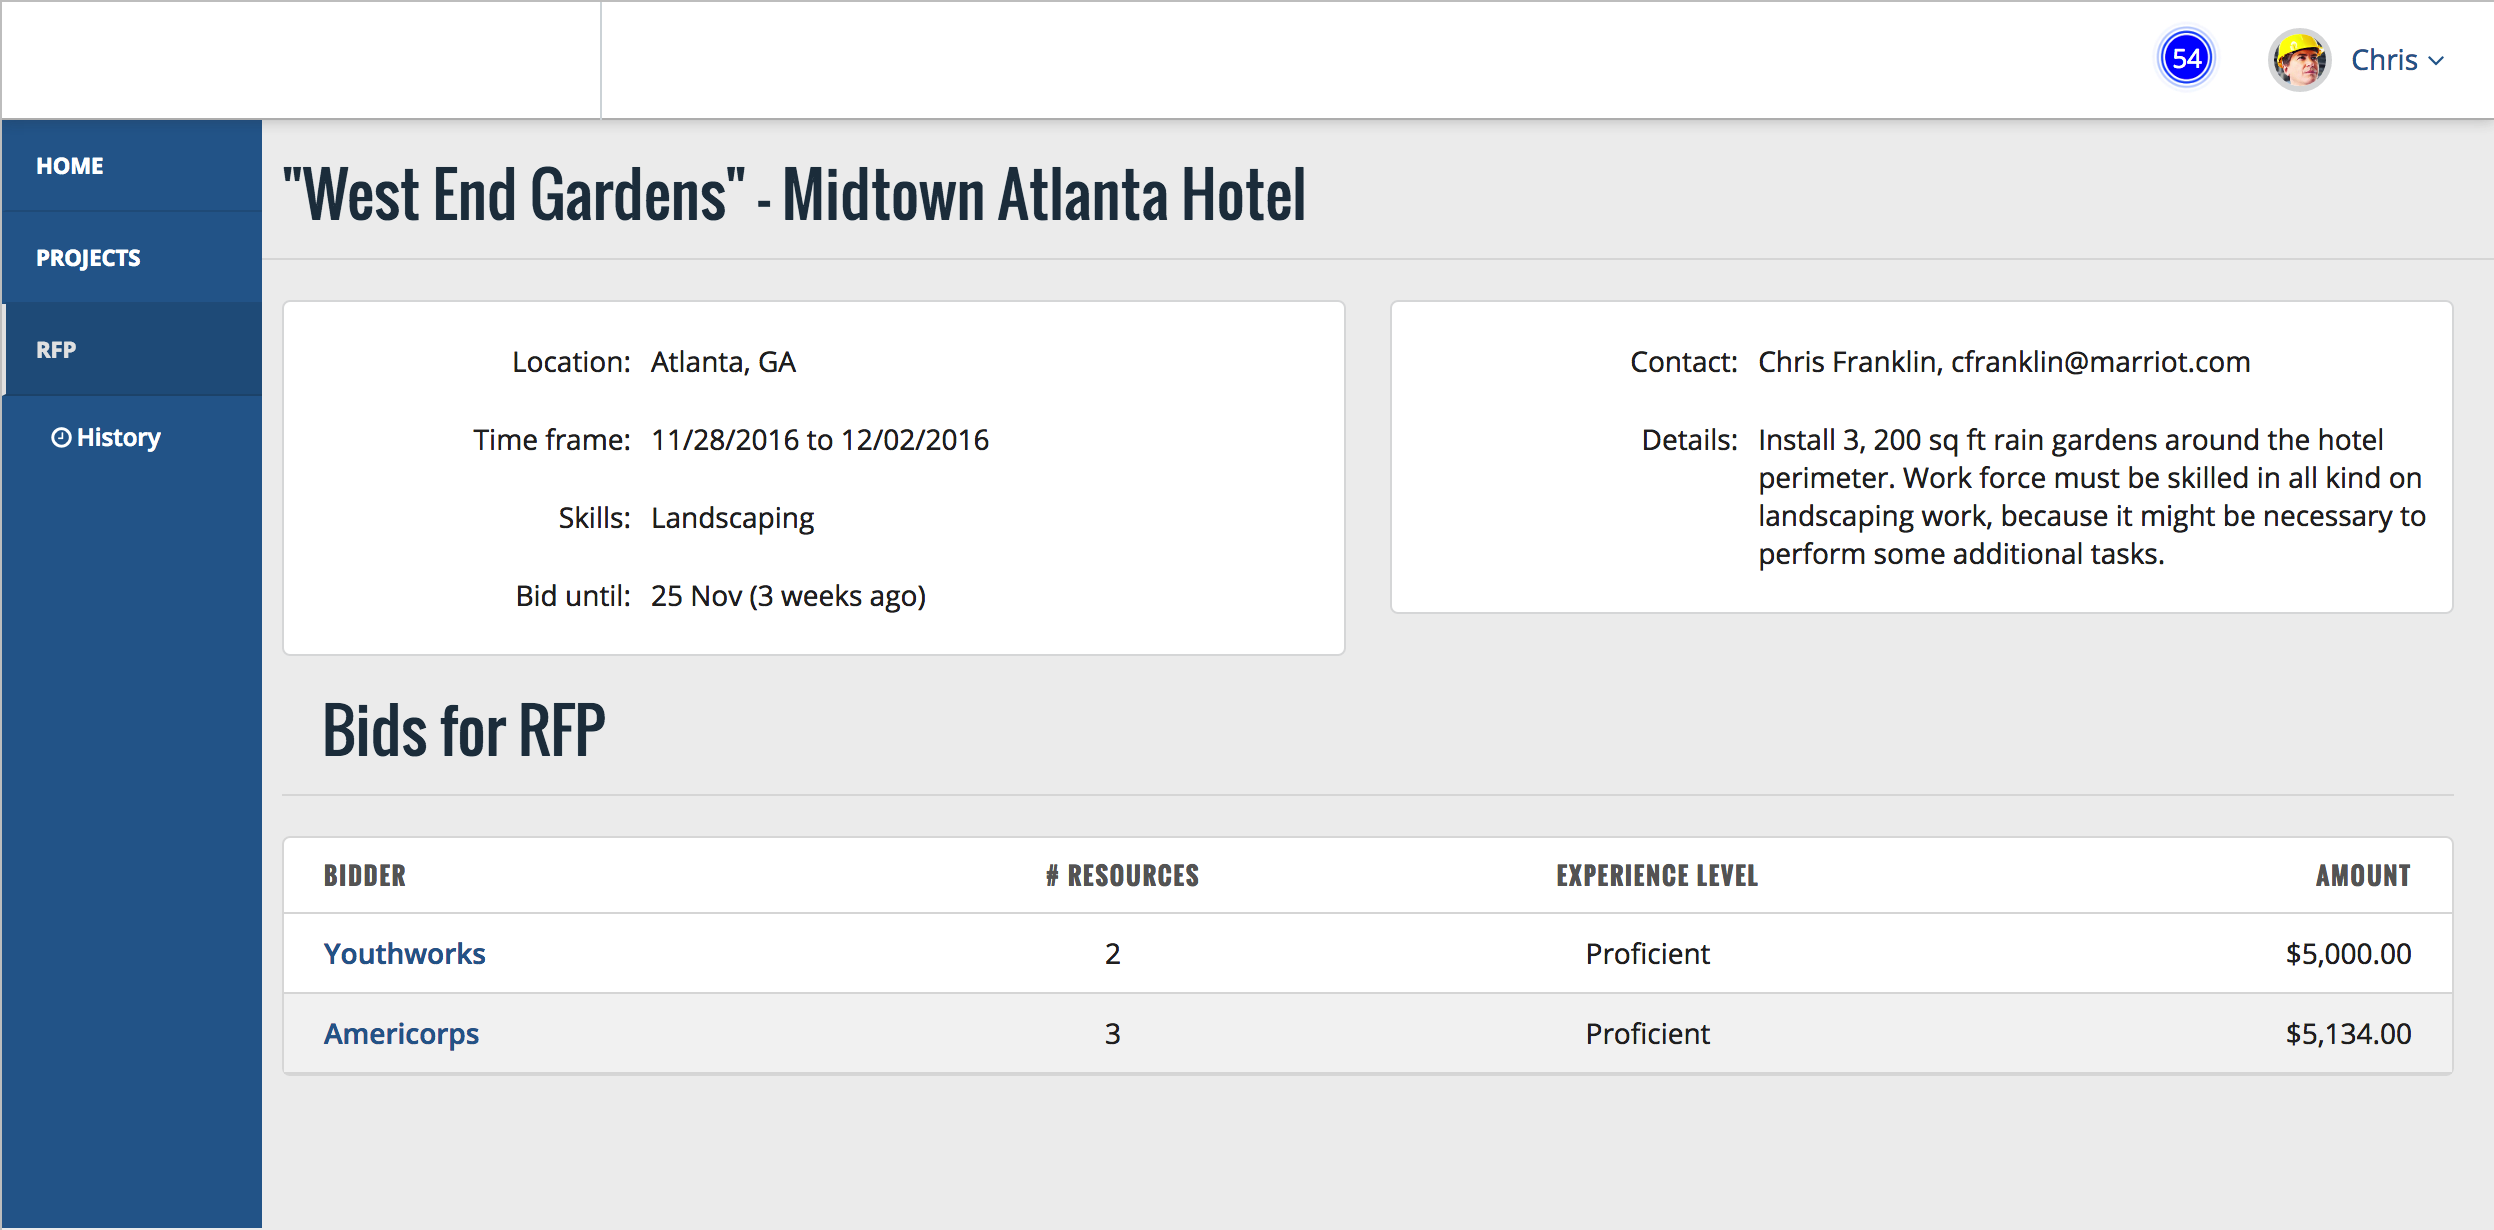 54
Chris
HOME
PROJECTS
RFP
History
"West End Gardens" - Midtown Atlanta Hotel
Location: Atlanta, GA
Time frame: 11/28/2016 to 12/02/2016
Skills: Landscaping
Bid until: 25 Nov (3 weeks ago)
Contact: Chris Franklin, cfranklin@marriot.com
Details: Install 3, 200 sq ft rain gardens around the hotel
perimeter. Work force must be skilled in all kind on
landscaping work, because it might be necessary to
perform some additional tasks.
Bids for RFP
BIDDER # RESOURCES EXPERIENCE LEVEL AMOUNT
Youthworks 2 Proficient $5,000.00
Americorps 3 Proficient $5,134.00